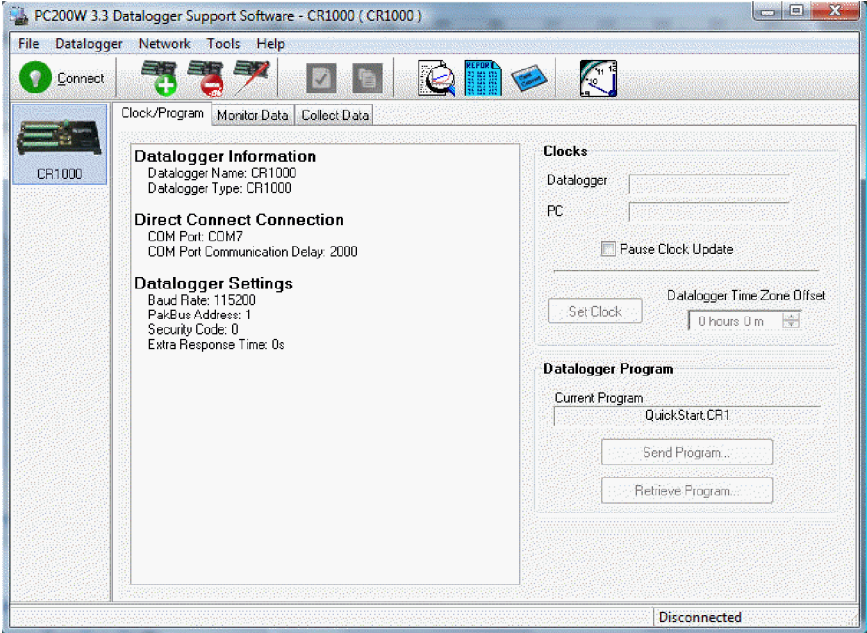 PC200W 3.3 Datalogger Support Software - CR1000 ( CR1000 )
File Datalogger Network Tools Help
Connect
REPORT
CR1000
Clock/Program Monitor Data Collect Data
Datalogger Information
Datalogger Name: CR1000
Datalogger Type: CR1000
Direct Connect Connection
COM Port: COM7
COM Port Communication Delay: 2000
Datalogger Settings
Baud Rate: 115200
PakBus Address: 1
Security Code: 0
Extra Response Time: 0s
Clocks
Datalogger
PC
Pause Clock Update
Set Clock
Datalogger Time Zone Offset
0 hours 0 m
Datalogger Program
Current Program
QuickStart.CR1
Send Program...
Retrieve Program...
Disconnected